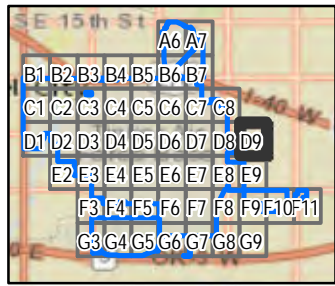 SE 15th St
A6 A7
B1 B2 B3 B4 B5 B6 B7
I-40 W
C1 C2 C3 C4 C5 C6 C7 C8
D1 D2 D3 D4 D5 D6 D7 D8 D9
E2 E3 E4 E5 E6 E7 E8 E9
F3 F4 F5 F6 F7 F8 F9 F10 F11
G3 G4 G5 G6 G7 G8 G9